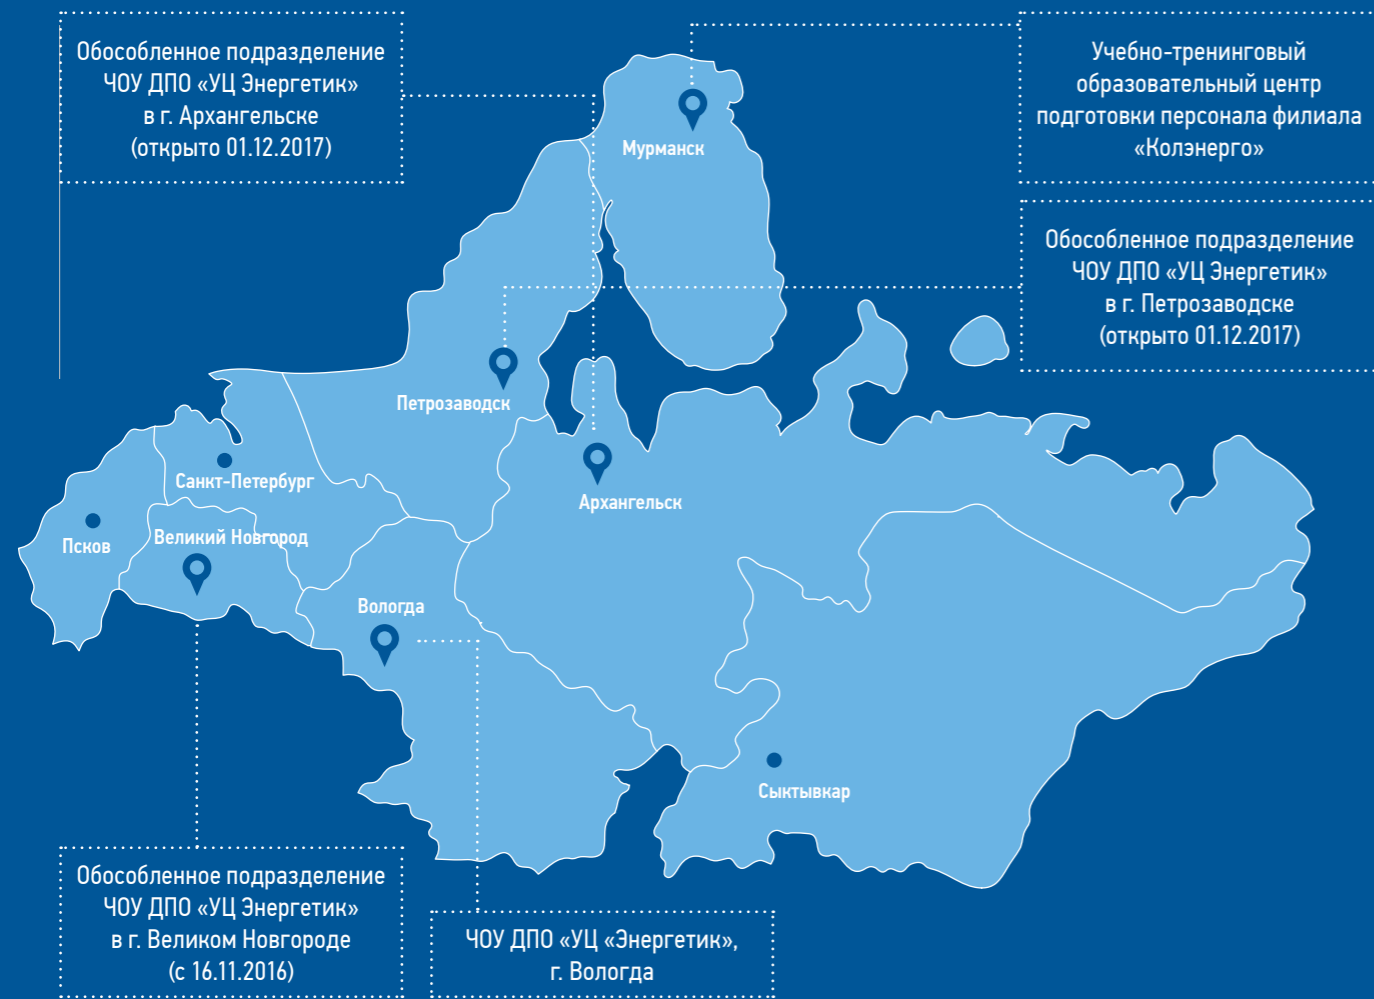 Обособленное подразделение
ЧОУ ДПО «УЦ Энергетик»
в г. Архангельске
(открыто 01.12.2017)
Учебно-тренинговый
образовательный центр
подготовки персонала филиала
«Колэнерго»
Мурманск
Обособленное подразделение
ЧОУ ДПО «УЦ Энергетик»
в г. Петрозаводске
(открыто 01.12.2017)
Петрозаводск
Санкт-Петербург
Архангельск
Псков
Великий Новгород
Вологда
Сыктывкар
Обособленное подразделение
ЧОУ ДПО «УЦ Энергетик»
в г. Великом Новгороде
(с 16.11.2016)
ЧОУ ДПО «УЦ «Энергетик»,
г. Вологда